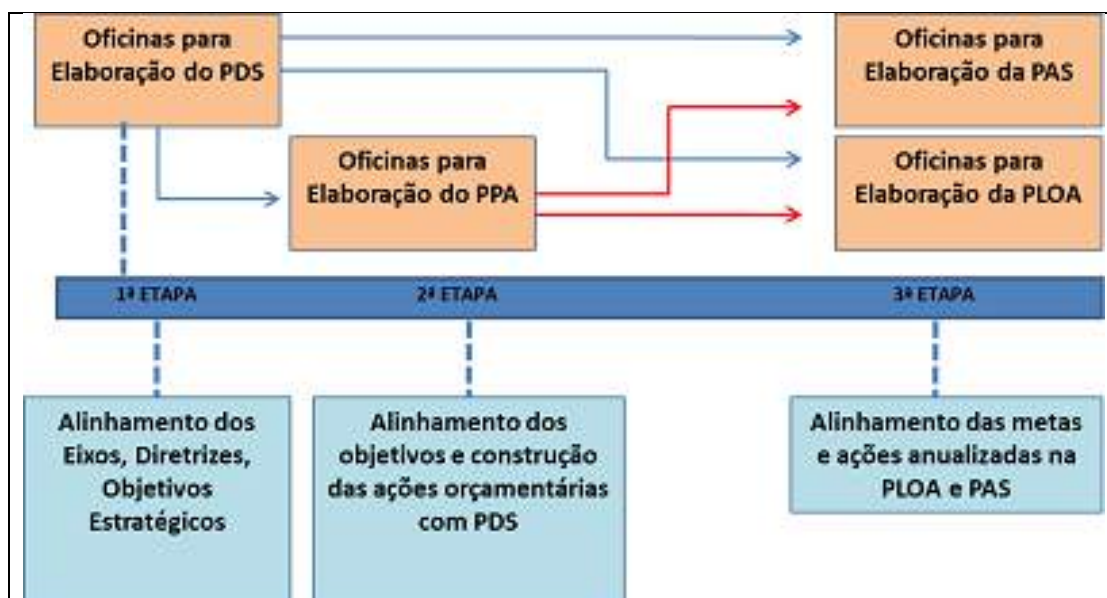 Oficinas para
Elaboração do PDS
Oficinas para
Elaboração da PAS
Oficinas para
Elaboração do PPA
Oficinas para
Elaboração da PLOA
1ª ETAPA
2ª ETAPA
3ª ETAPA
Alinhamento dos
Eixos, Diretrizes,
Objetivos
Estratégicos
Alinhamento dos
objetivos e construção
das ações orçamentárias
com PDS
Alinhamento das metas
e ações anualizadas na
PLOA e PAS